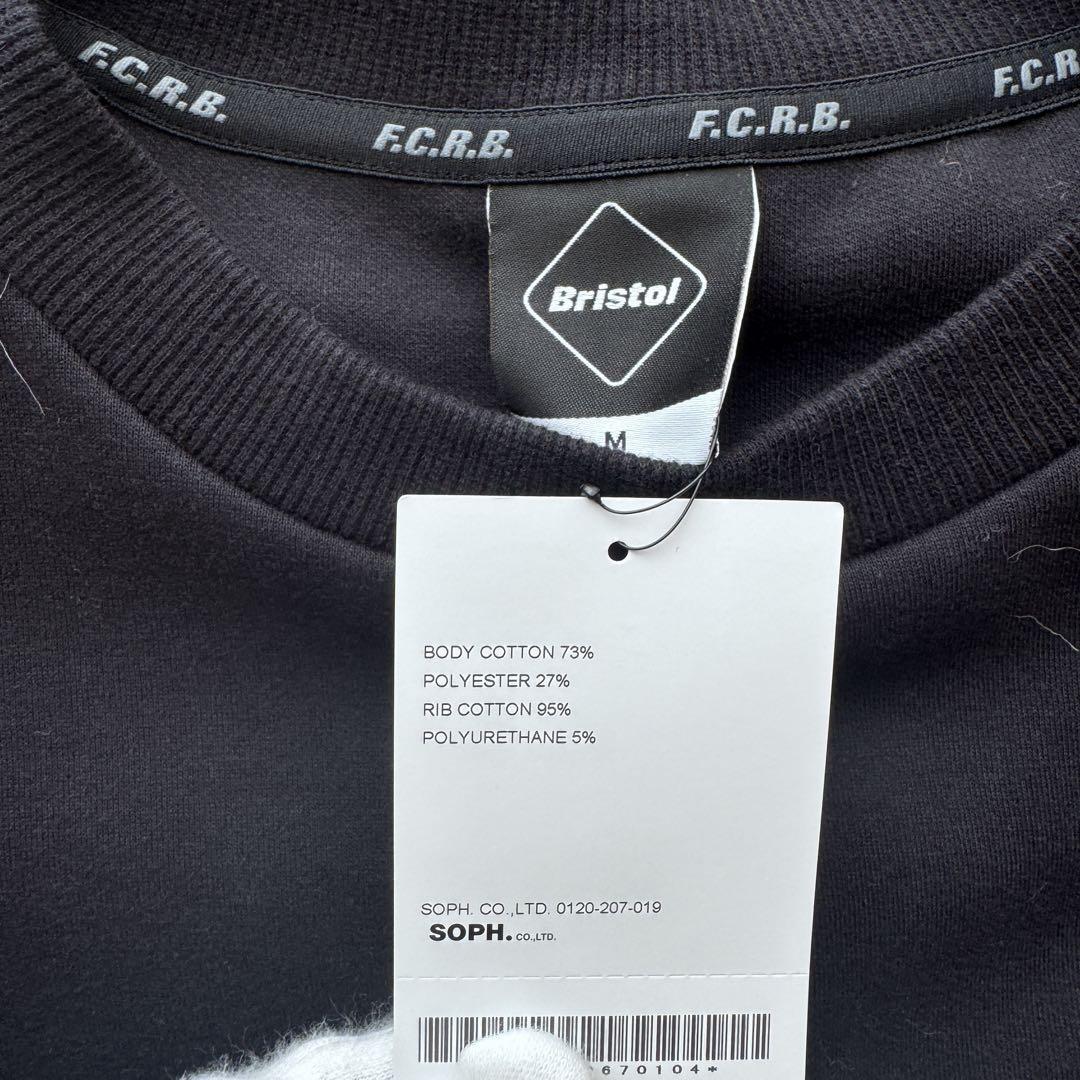 F.C.R.B.
F.C.R.B.
F.C.R.B.
F.C.R
Bristol
M
BODY COTTON 73%
POLYESTER 27%
RIB COTTON 95%
POLYURETHANE 5%
SOPH. CO.,LTD. 0120-207-019
SOPH. CO.,LTD.
670104*